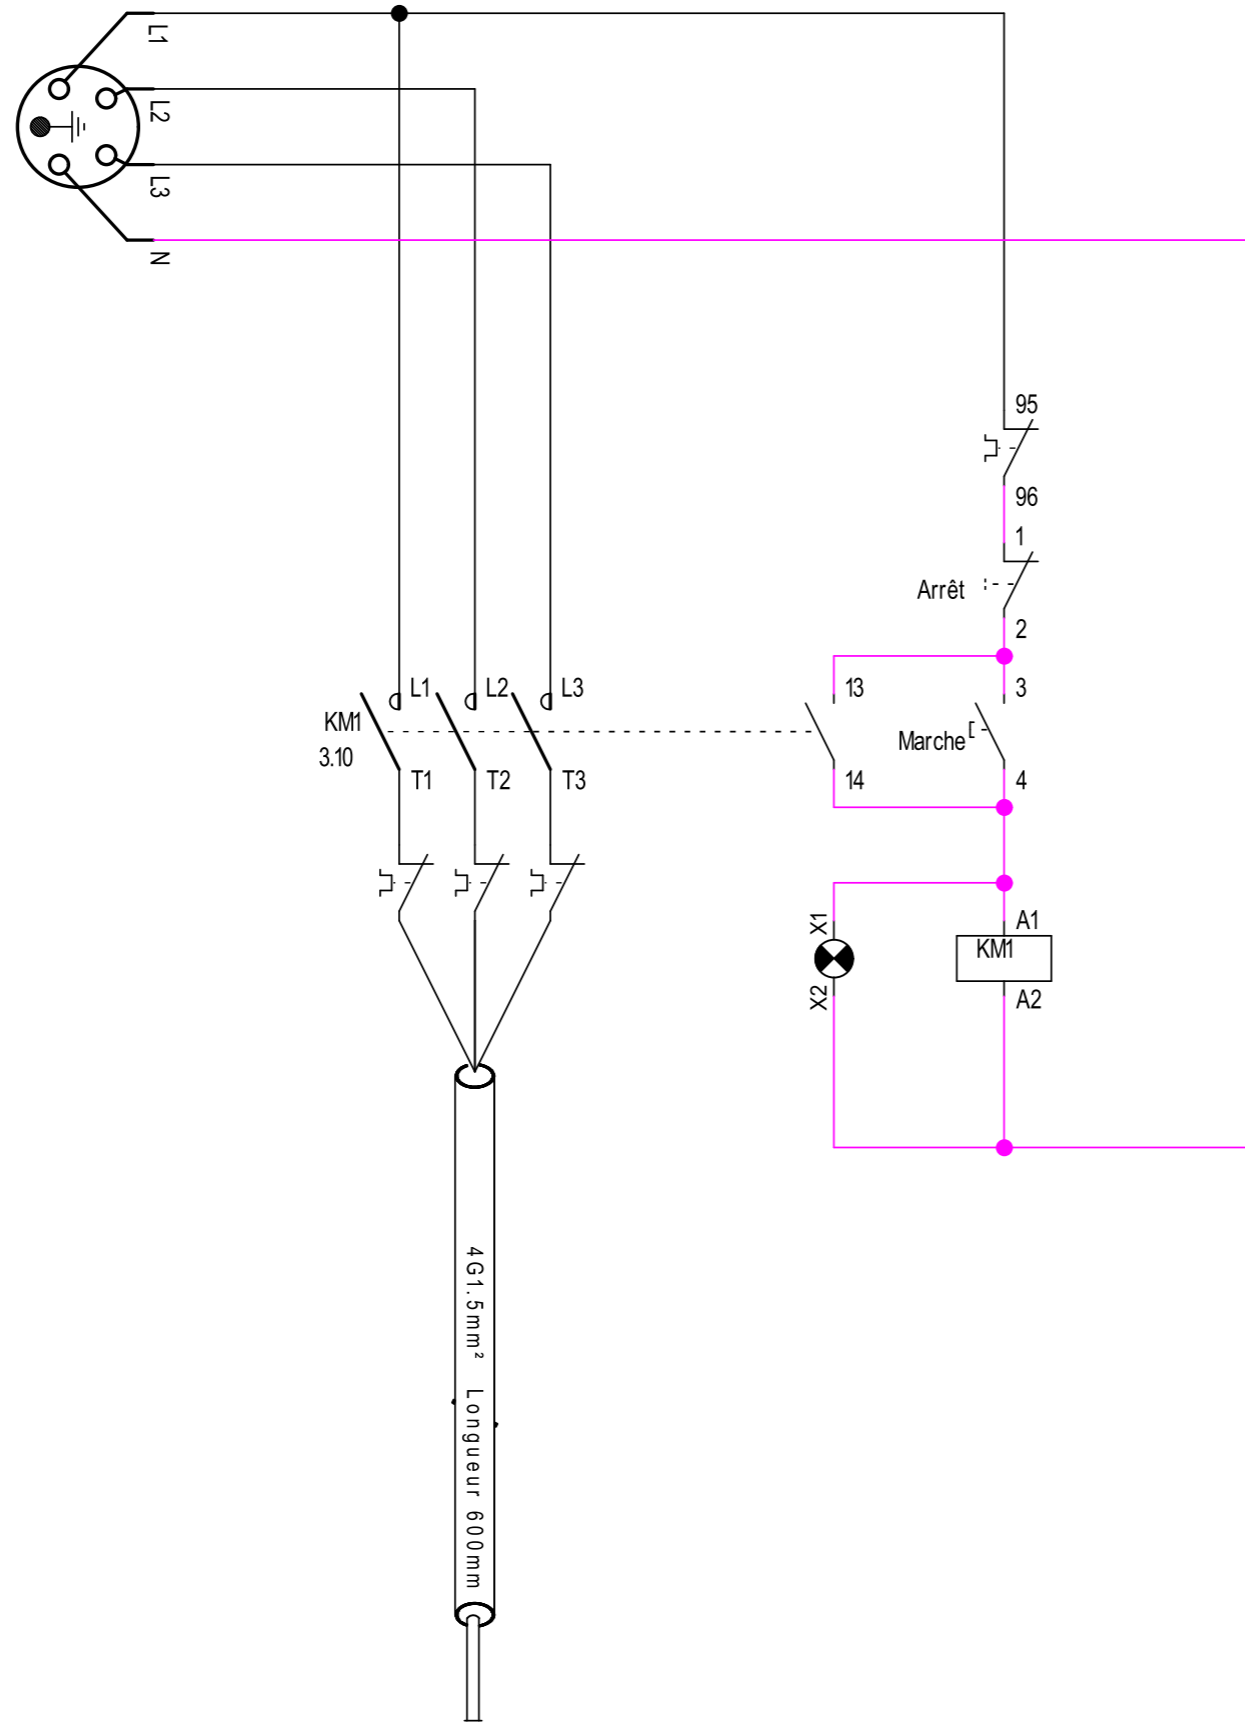 L1
L2
L3
N
95
96
1
Arrêt
2
L1
L2
L3
13
3
KM1
3.10
Marche
T1
T2
T3
14
4
X1
A1
KM1
X2
A2
4G1.5mm² Longueur 600mm